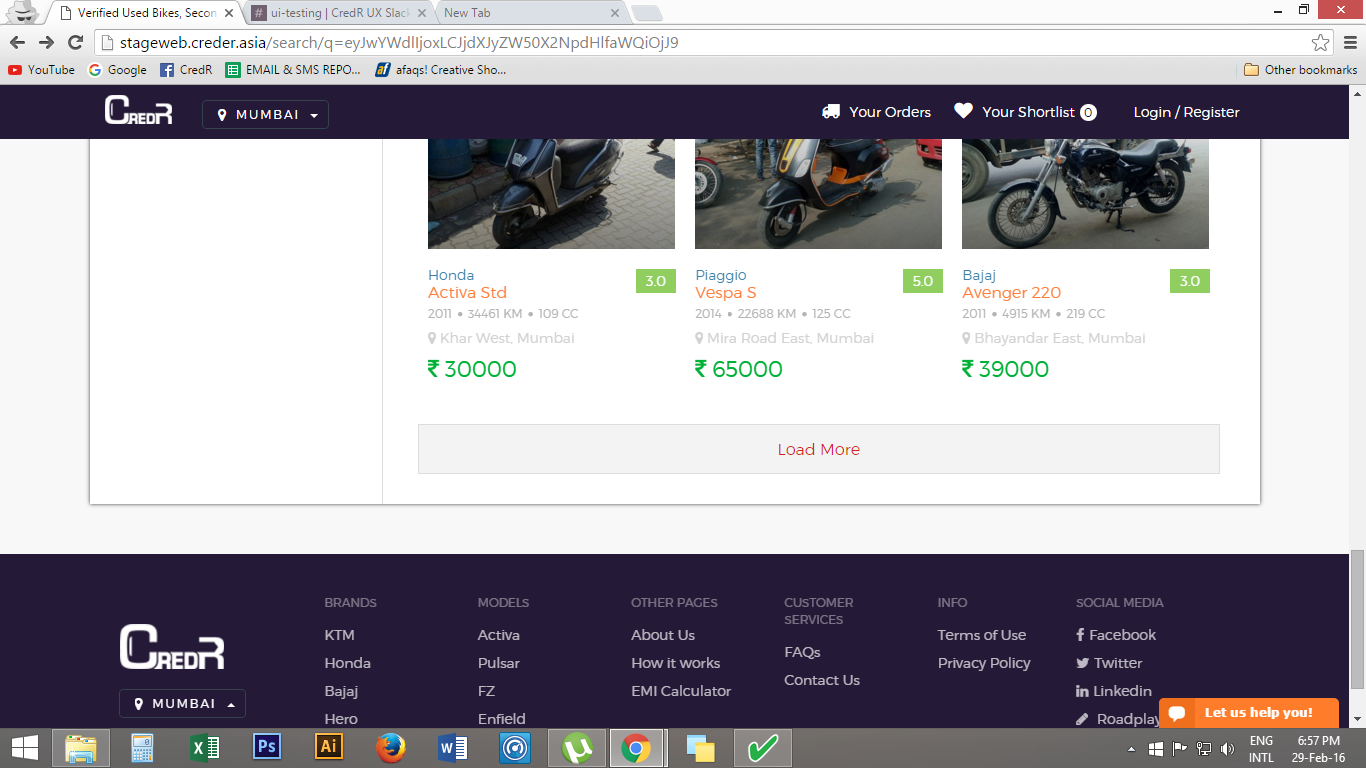 Verified Used Bikes, Secon
ui-testing | CredR UX Slac
New Tab
stageweb.creder.asia/search/q=eyJwYWdlIjoxLCJjdXJyZW50X2NpdHlfaWQiOjJ9
YouTube
Google
CredR
EMAIL & SMS REPO...
afaqs! Creative Sho...
Other bookmarks
CREDR
MUMBAI
Your Orders
Your Shortlist 0
Login / Register
Honda
Activa Std
3.0
2011 • 34461 KM • 109 CC
Khar West, Mumbai
₹ 30000
Piaggio
Vespa S
5.0
2014 • 22688 KM • 125 CC
Mira Road East, Mumbai
₹ 65000
Bajaj
Avenger 220
3.0
2011 • 4915 KM • 219 CC
Bhayandar East, Mumbai
₹ 39000
Load More
CREDR
MUMBAI
BRANDS
KTM
Honda
Bajaj
Hero
MODELS
Activa
Pulsar
FZ
Enfield
OTHER PAGES
About Us
How it works
EMI Calculator
CUSTOMER
SERVICES
FAQs
Contact Us
INFO
Terms of Use
Privacy Policy
SOCIAL MEDIA
Facebook
Twitter
Linkedin
Roadplay
Let us help you!
Ps
Ai
ENG
INTL
6:57 PM
29-Feb-16